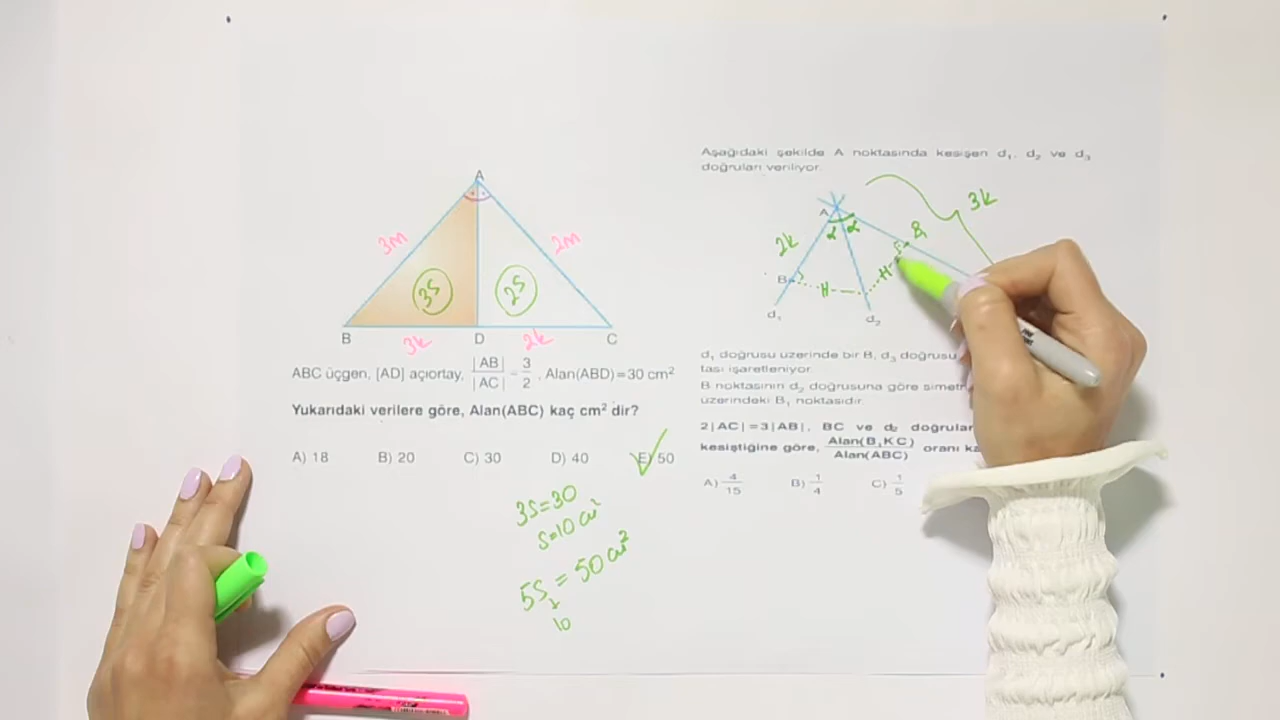 A
3m
2m
3S
2S
B
D
C
3k
2k
ABC üçgen, [AD] açıortay, |AB| / |AC| = 3/2 , Alan(ABD)=30 cm²
Yukarıdaki verilere göre, Alan(ABC) kaç cm² dir?
A) 18 B) 20 C) 30 D) 40 E) 50
3S=30
S=10 cm²
5S = 50 cm²
10
Aşağıdaki şekilde A noktasında kesişen d₁, d₂ ve d₃
doğruları veriliyor.
3k
A
B₁
α α
2k
B
H
H
d₁
d₂
d₁ doğrusu üzerinde bir B, d₃ doğrusu
tası işaretleniyor.
B noktasının d₂ doğrusuna göre simetr
üzerindeki B₁ noktasıdır.
2|AC|=3|AB|, BC ve d₂ doğrular
kesiştiğine göre, Alan(B₁KC) / Alan(ABC) oranı
A) 4/15 B) 1/4 C) 1/5